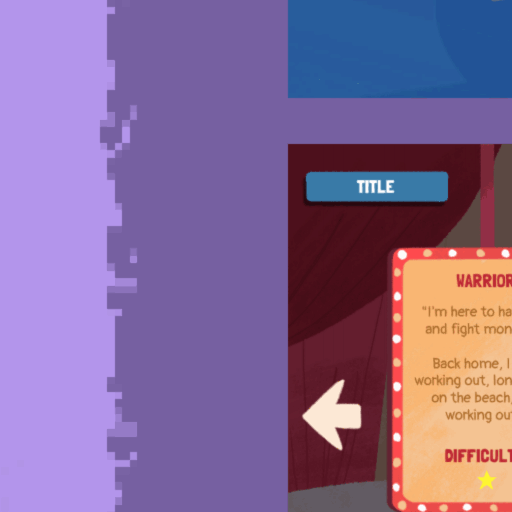 TITLE
WARRIOR
"I'm here to ha
and fight mon
Back home, I
working out, lon
on the beach,
working ou
DIFFICULT